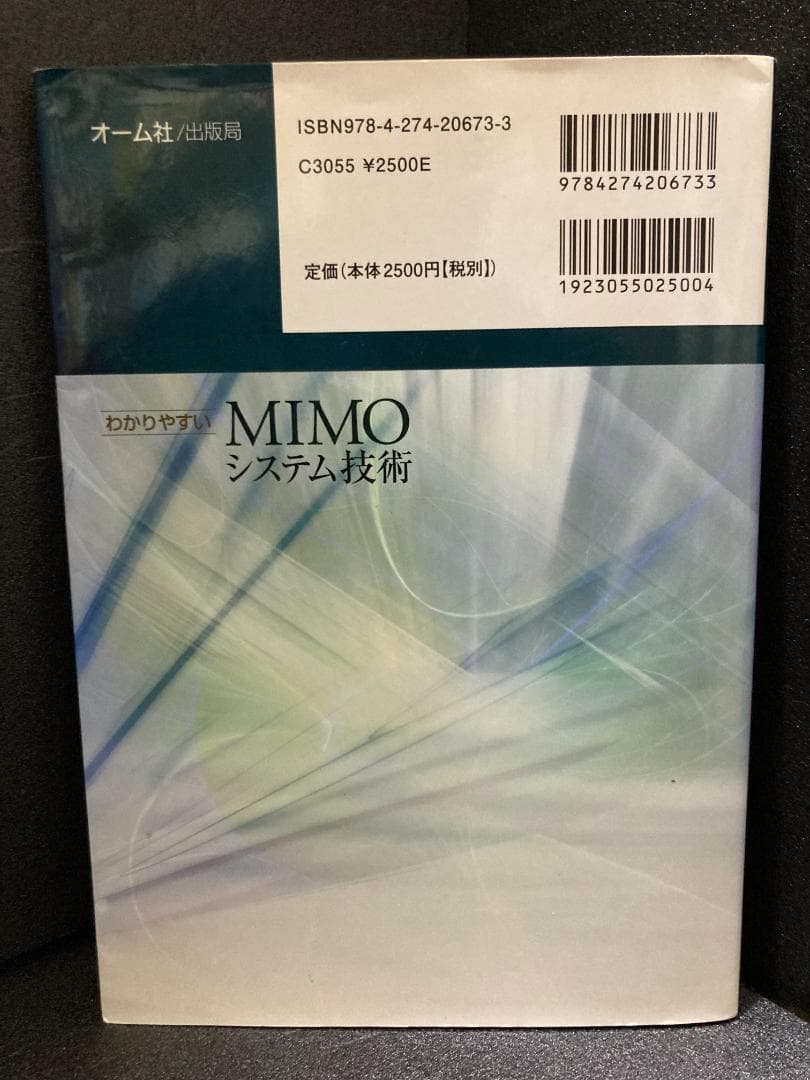 オーム社/出版局
ISBN978-4-274-20673-3
C3055 ¥2500E
定価(本体2500円【税別】)
9784274206733
1923055025004
わかりやすい
MIMO
システム技術